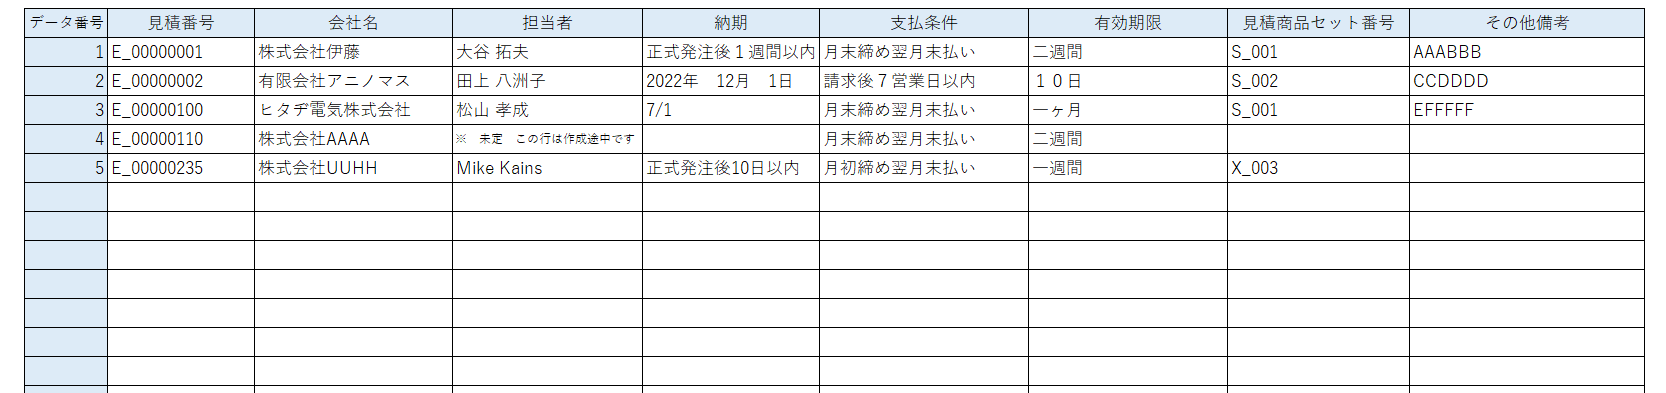 データ番号 見積番号 会社名 担当者 納期 支払条件 有効期限 見積商品セット番号 その他備考
1 E_00000001 株式会社伊藤 大谷 拓夫 正式発注後１週間以内 月末締め翌月末払い 二週間 S_001 AAABBB
2 E_00000002 有限会社アニノマス 田上 八洲子 2022年　12月　1日 請求後７営業日以内 １０日 S_002 CCDDDD
3 E_00000100 ヒタヂ電気株式会社 松山 孝成 7/1 月末締め翌月末払い 一ヶ月 S_001 EFFFFF
4 E_00000110 株式会社AAAA ※　未定　この行は作成途中です 月末締め翌月末払い 二週間
5 E_00000235 株式会社UUHH Mike Kains 正式発注後10日以内 月初締め翌月末払い 一週間 X_003